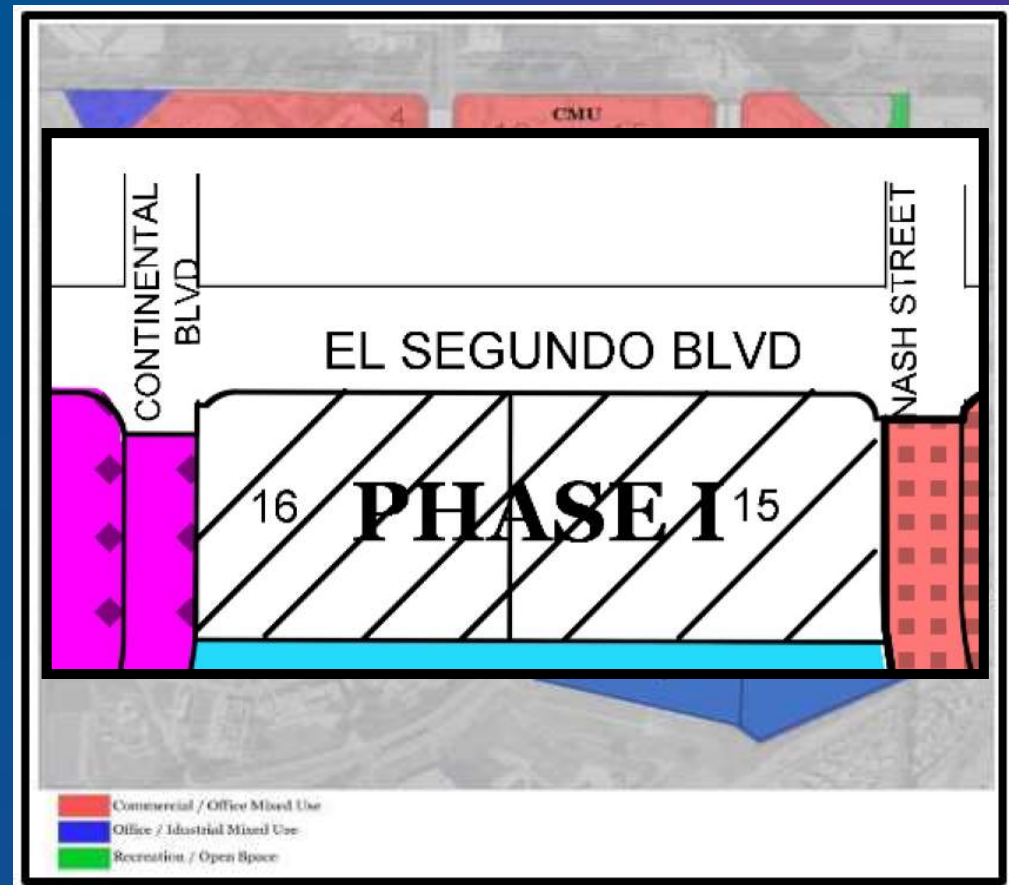 4
CMU
CONTINENTAL
BLVD
NASH STREET
EL SEGUNDO BLVD
16
PHASE I
15
Commercial / Office Mixed Use
Office / Idustrial Mixed Use
Recreation / Open Space